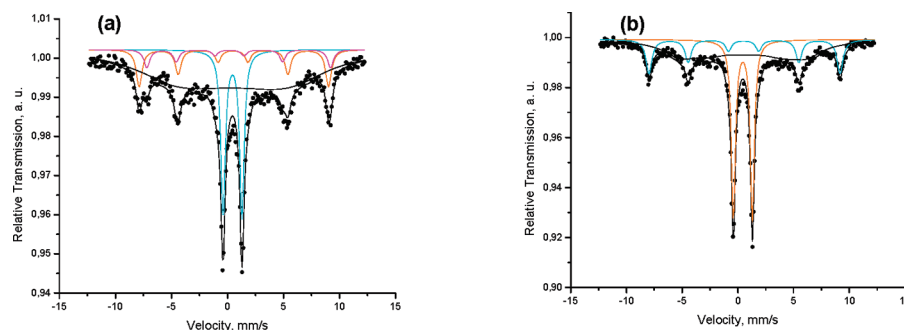 (a)
1,01
1,00
0,99
0,98
0,97
0,96
0,95
0,94
Relative Transmission, a. u.
-15 -10 -5 0 5 10 15
Velocity, mm/s
(b)
1,00
0,98
0,96
0,94
0,92
0,90
Relative Transmission, a. u.
-15 -10 -5 0 5 10 15
Velocity, mm/s